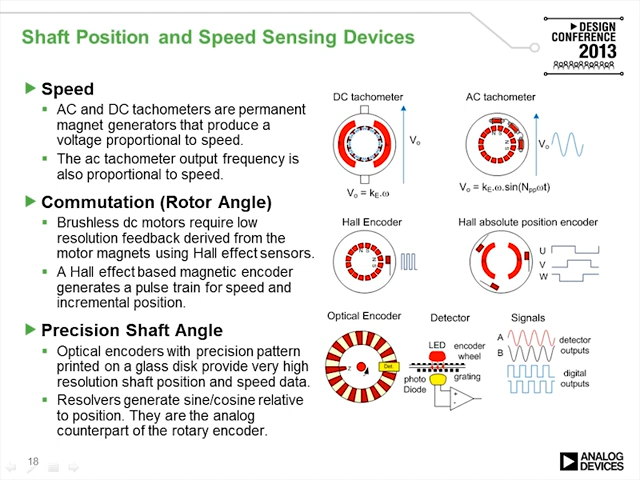 Shaft Position and Speed Sensing Devices
DESIGN
CONFERENCE
2013
Speed
AC and DC tachometers are permanent
magnet generators that produce a
voltage proportional to speed.
The ac tachometer output frequency is
also proportional to speed.
Commutation (Rotor Angle)
Brushless dc motors require low
resolution feedback derived from the
motor magnets using Hall effect sensors.
A Hall effect based magnetic encoder
generates a pulse train for speed and
incremental position.
Precision Shaft Angle
Optical encoders with precision pattern
printed on a glass disk provide very high
resolution shaft position and speed data.
Resolvers generate sine/cosine relative
to position. They are the analog
counterpart of the rotary encoder.
DC tachometer
Vo
Vo = kE.ω
AC tachometer
Vo
Vo = kE.ω.sin(Nppωt)
Hall Encoder
Hall absolute position encoder
U
V
W
Optical Encoder
Z
Det.
Detector
LED
encoder
wheel
photo
Diode
grating
+
-
Signals
A
B
detector
outputs
digital
outputs
18
ANALOG
DEVICES